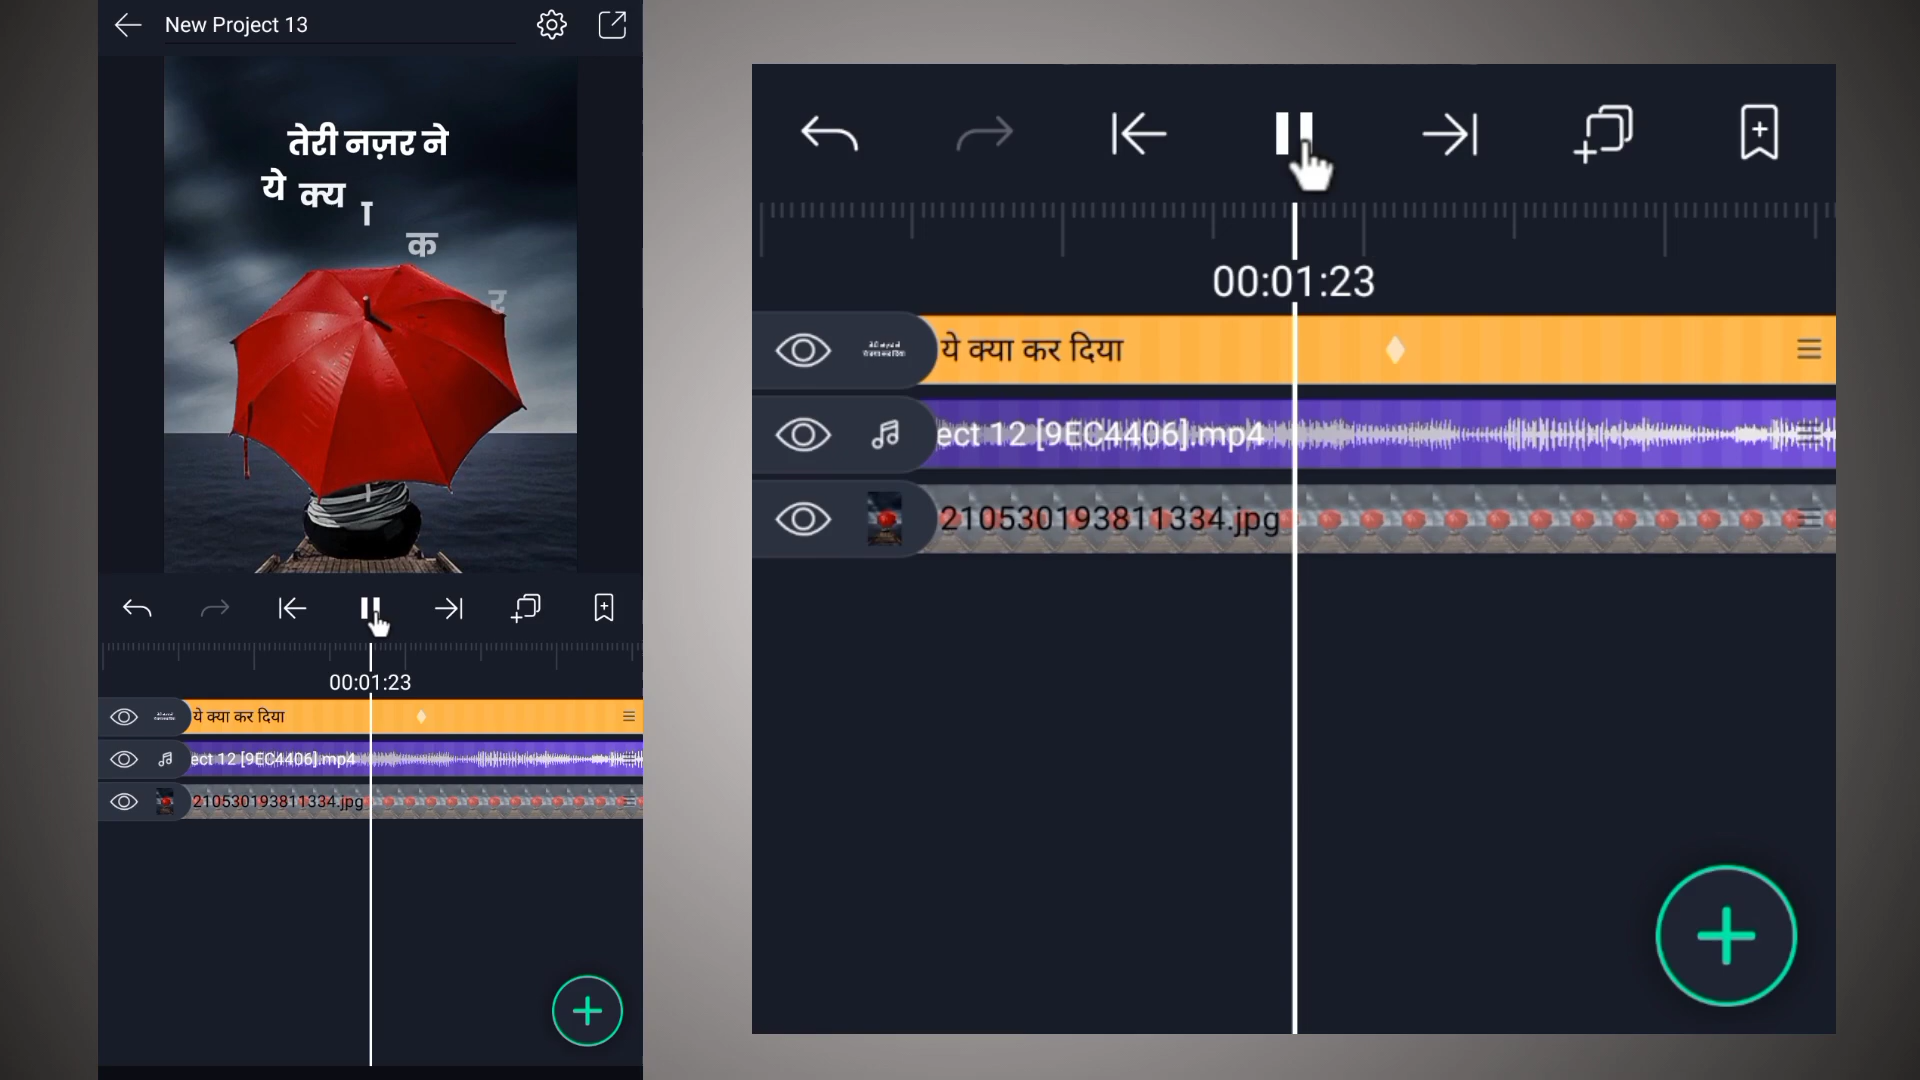 New Project 13
तेरी नज़र ने
ये क्या
क
र
00:01:23
ये क्या कर दिया
ect 12 [9EC4406].mp4
210530193811334.jpg
00:01:23
ये क्या कर दिया
ect 12 [9EC4406].mp4
210530193811334.jpg